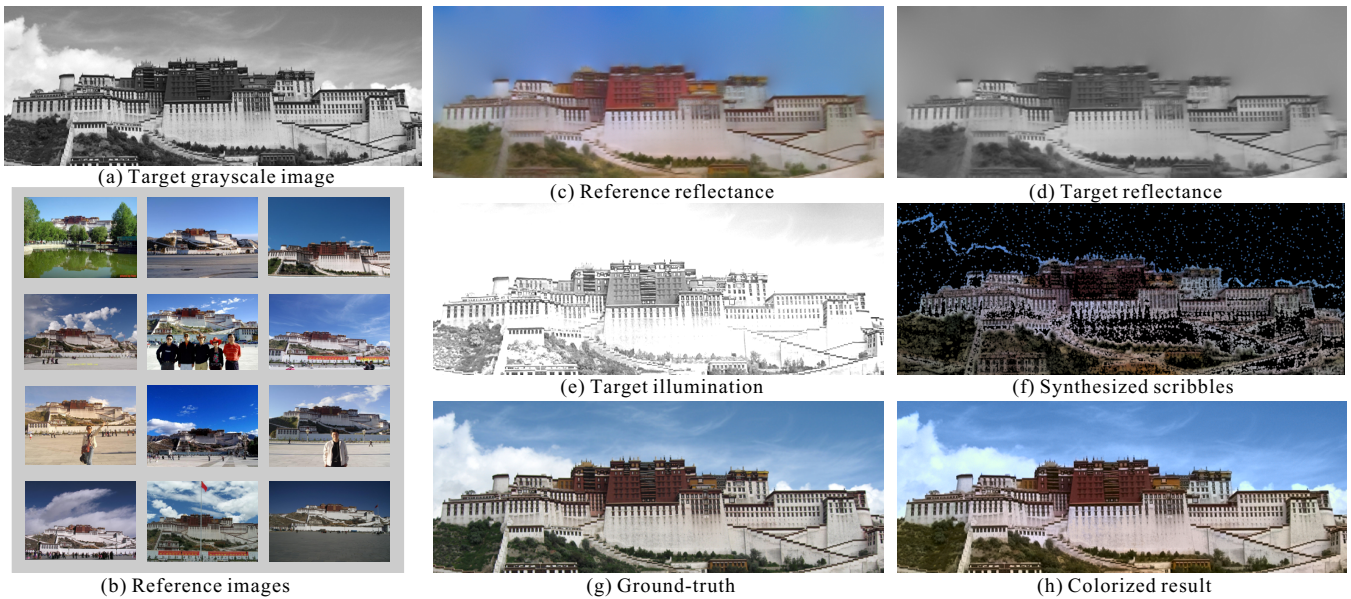 (a) Target grayscale image
(b) Reference images
(c) Reference reflectance
(d) Target reflectance
(e) Target illumination
(f) Synthesized scribbles
(g) Ground-truth
(h) Colorized result